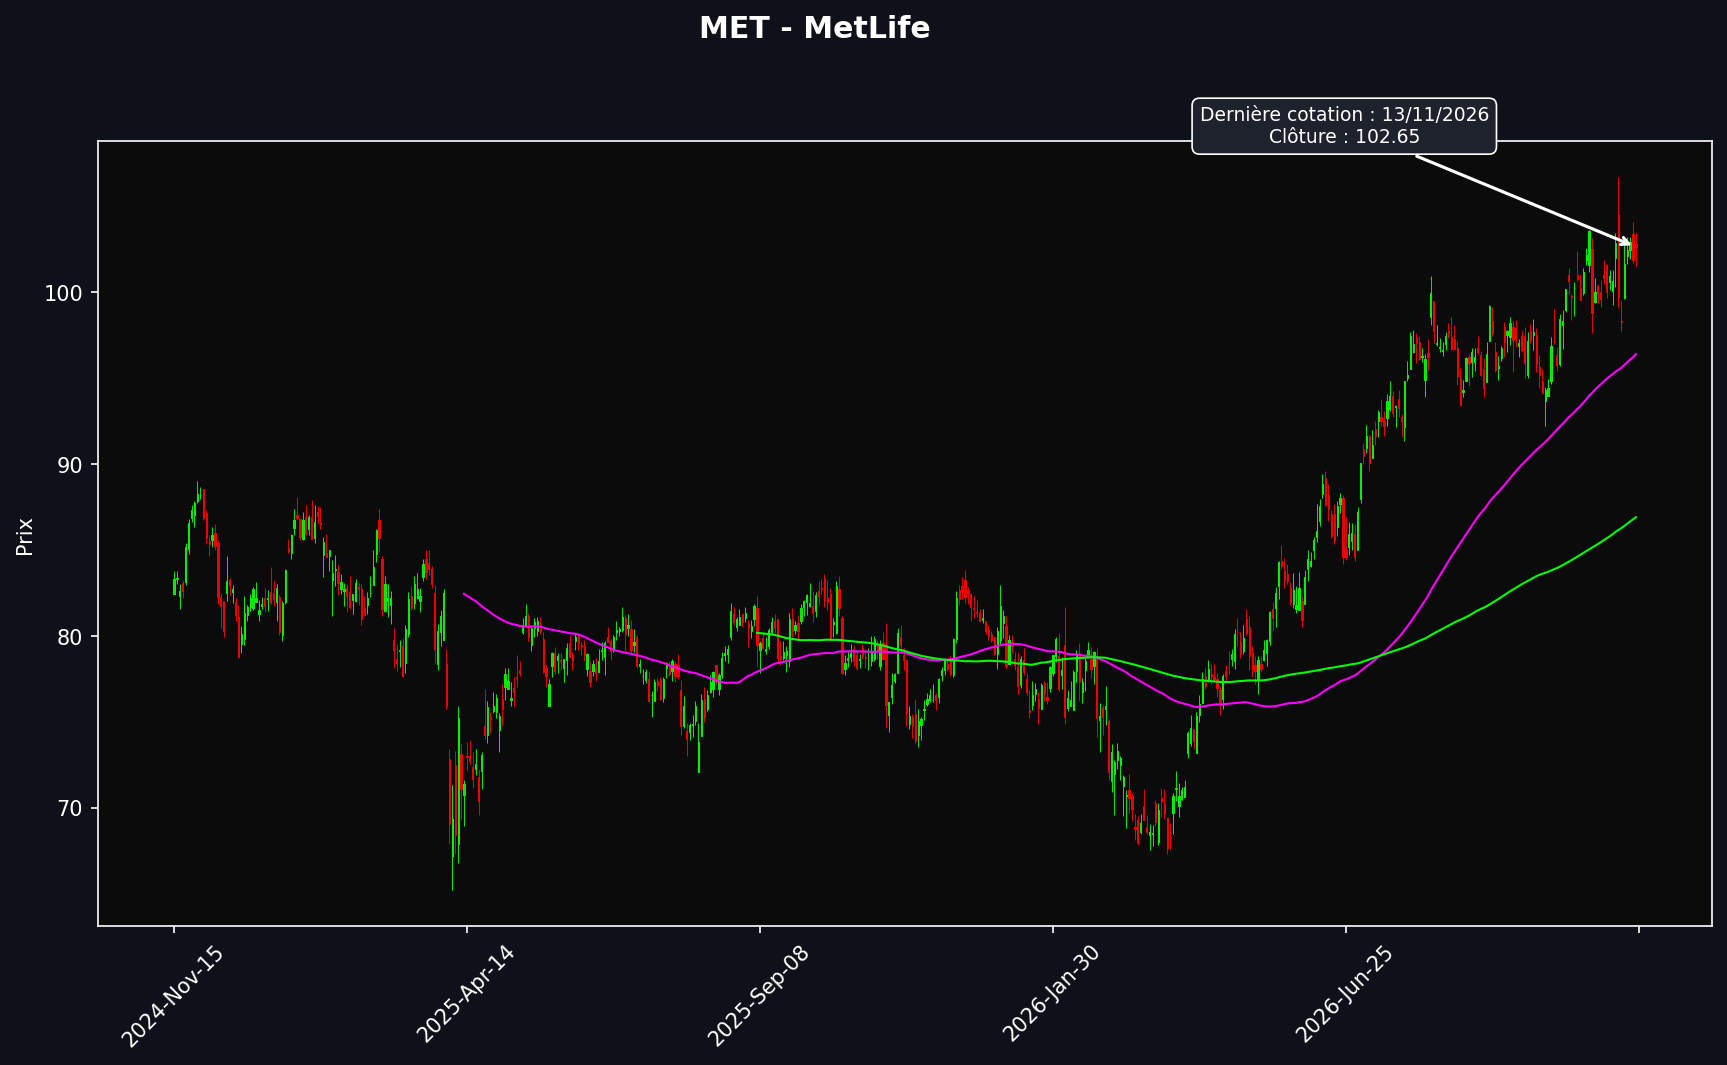 MET - MetLife
Dernière cotation : 13/11/2026
Clôture : 102.65
Prix
100
90
80
70
2024-Nov-15
2025-Apr-14
2025-Sep-08
2026-Jan-30
2026-Jun-25